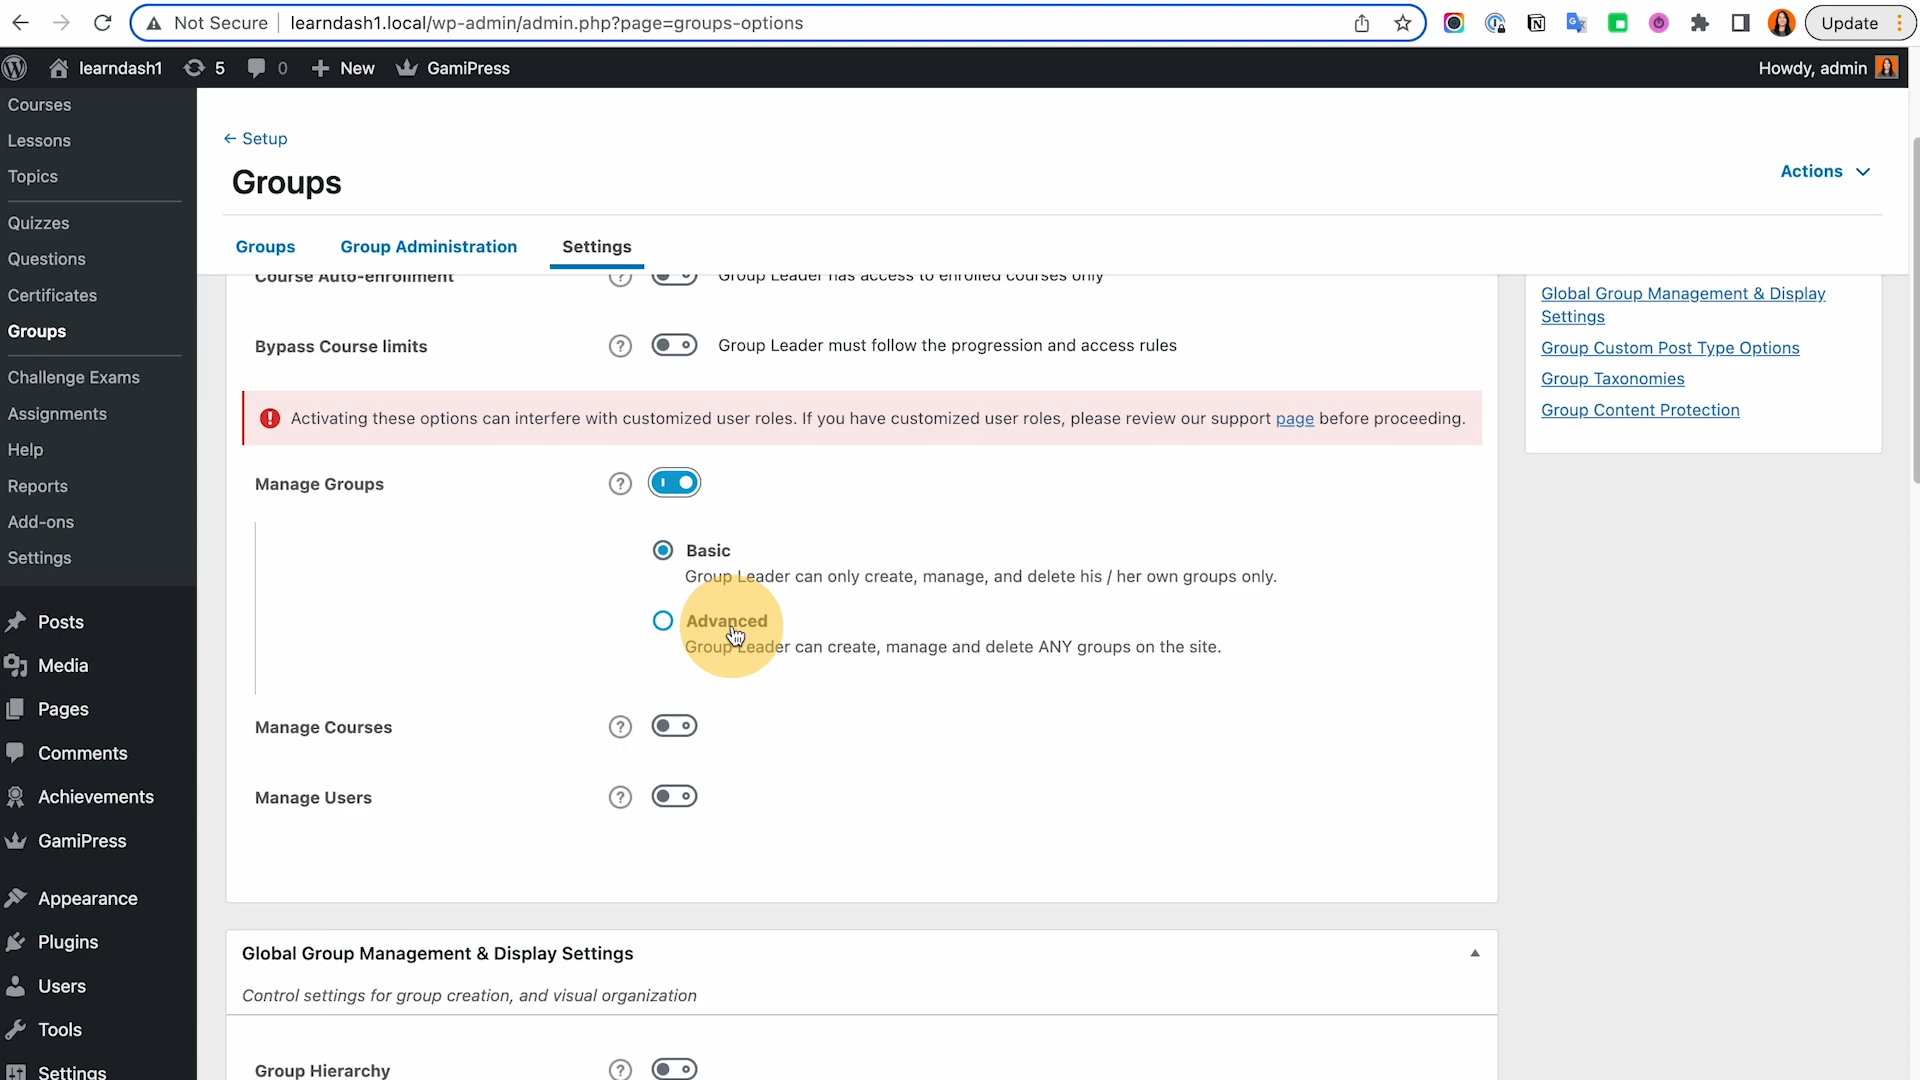 Not Secure
learndash1.local/wp-admin/admin.php?page=groups-options
Update
learndash1
5
0
New
GamiPress
Howdy, admin
Courses
Lessons
Topics
Quizzes
Questions
Certificates
Groups
Challenge Exams
Assignments
Help
Reports
Add-ons
Settings
Posts
Media
Pages
Comments
Achievements
GamiPress
Appearance
Plugins
Users
Tools
Settings
← Setup
Groups
Actions
Groups
Group Administration
Settings
Course Auto-enrollment
Group Leader has access to enrolled courses only
Bypass Course limits
Group Leader must follow the progression and access rules
Activating these options can interfere with customized user roles. If you have customized user roles, please review our support page before proceeding.
Manage Groups
Basic
Group Leader can only create, manage, and delete his / her own groups only.
Advanced
Group Leader can create, manage and delete ANY groups on the site.
Manage Courses
Manage Users
Global Group Management & Display Settings
Control settings for group creation, and visual organization
Group Hierarchy
Global Group Management & Display
Settings
Group Custom Post Type Options
Group Taxonomies
Group Content Protection